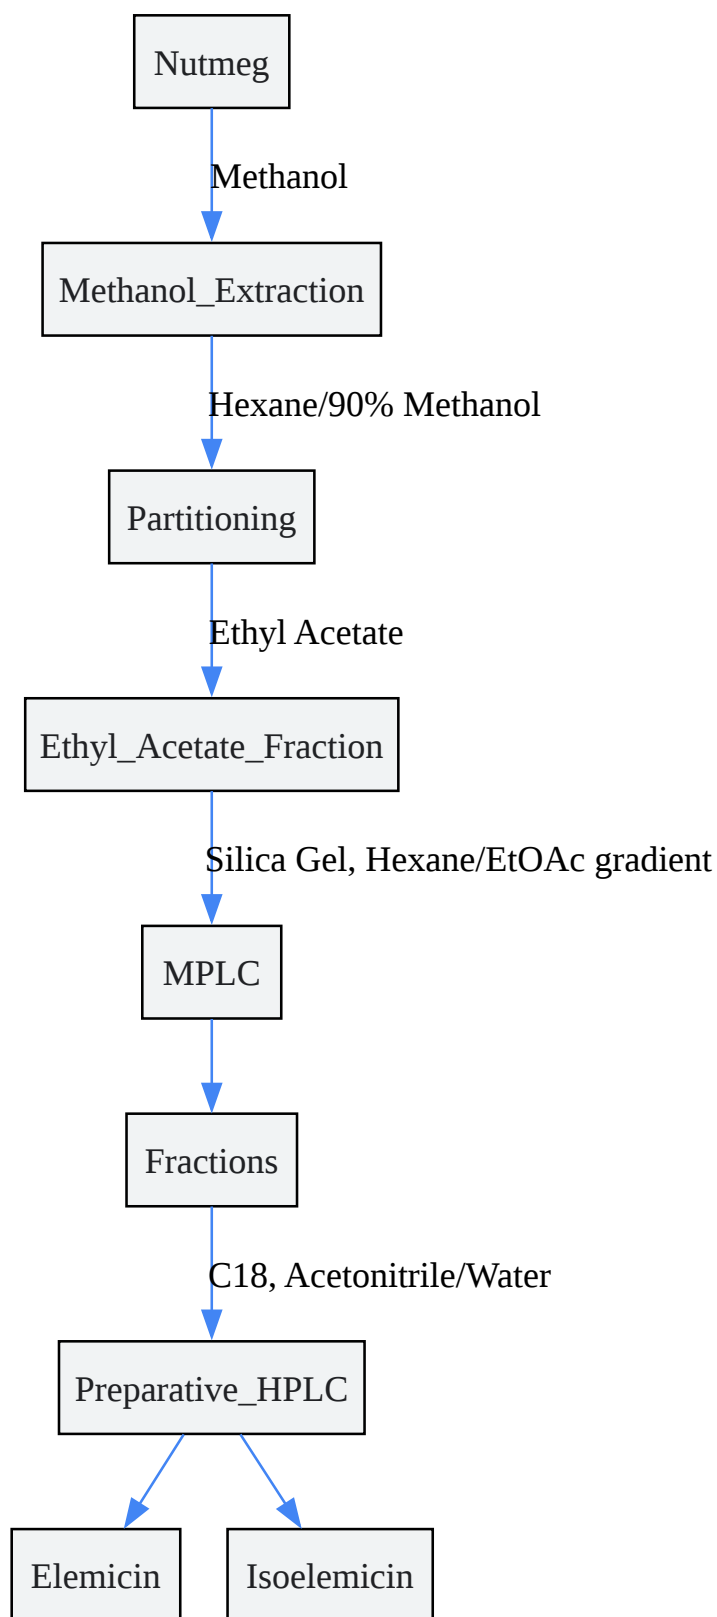 Nutmeg
Methanol
Methanol_Extraction
Hexane/90% Methanol
Partitioning
Ethyl Acetate
Ethyl_Acetate_Fraction
Silica Gel, Hexane/EtOAc gradient
MPLC
Fractions
C18, Acetonitrile/Water
Preparative_HPLC
Elemicin
Isoelemicin